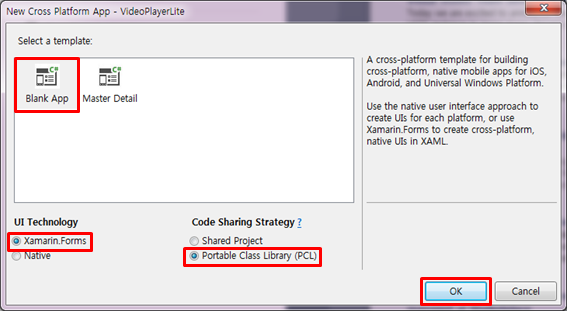 New Cross Platform App - VideoPlayerLite
Select a template:
C#
Blank App
C#
Master Detail
A cross-platform template for building
cross-platform, native mobile apps for iOS,
Android, and Universal Windows Platform.
Use the native user interface approach to
create UIs for each platform, or use
Xamarin.Forms to create cross-platform,
native UIs in XAML.
UI Technology
Xamarin.Forms
Native
Code Sharing Strategy ?
Shared Project
Portable Class Library (PCL)
OK
Cancel